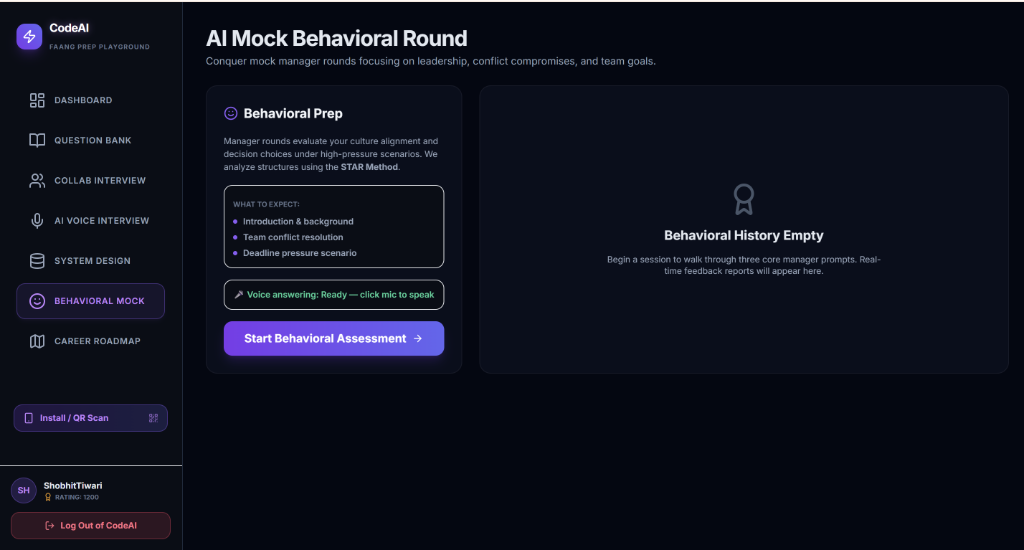 CodeAI
FAANG PREP PLAYGROUND
DASHBOARD
QUESTION BANK
COLLAB INTERVIEW
AI VOICE INTERVIEW
SYSTEM DESIGN
BEHAVIORAL MOCK
CAREER ROADMAP
Install / QR Scan
SH
ShobhitTiwari
RATING: 1200
Log Out of CodeAI
AI Mock Behavioral Round
Conquer mock manager rounds focusing on leadership, conflict compromises, and team goals.
Behavioral Prep
Manager rounds evaluate your culture alignment and
decision choices under high-pressure scenarios. We
analyze structures using the STAR Method.
WHAT TO EXPECT:
Introduction & background
Team conflict resolution
Deadline pressure scenario
Voice answering: Ready — click mic to speak
Start Behavioral Assessment →
Behavioral History Empty
Begin a session to walk through three core manager prompts. Real-
time feedback reports will appear here.